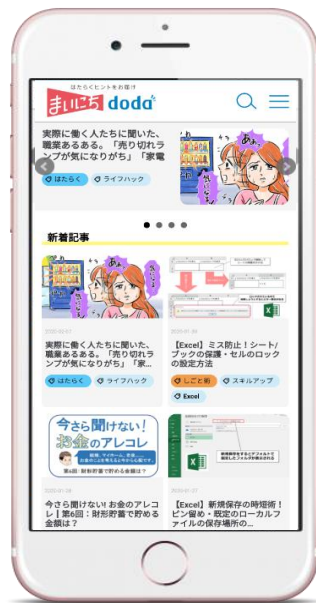 はたらくヒントをお届け
まいにち doda
実際に働く人たちに聞いた、
職業あるある。「売り切れラ
ンプが気になりがち」「家電
はたらく ライフハック
新着記事
2020-02-03
実際に働く人たちに聞いた、
職業あるある。「売り切れラ
ンプが気になりがち」「家...
はたらく ライフハック
【Excel】ミス防止！シート/
ブックの保護・セルのロック
の設定方法
しごと術 スキルアップ
Excel
今さら聞けない!
お金のアレコレ
第6回：財形貯蓄で貯める金額は？
2020-01-28
今さら聞けない! お金のアレコ
レ | 第6回：財形貯蓄で貯める
金額は？
2020-01-27
【Excel】新規保存の時短術！
ピン留め・既定のローカルフ
ァイルの保存場所の...